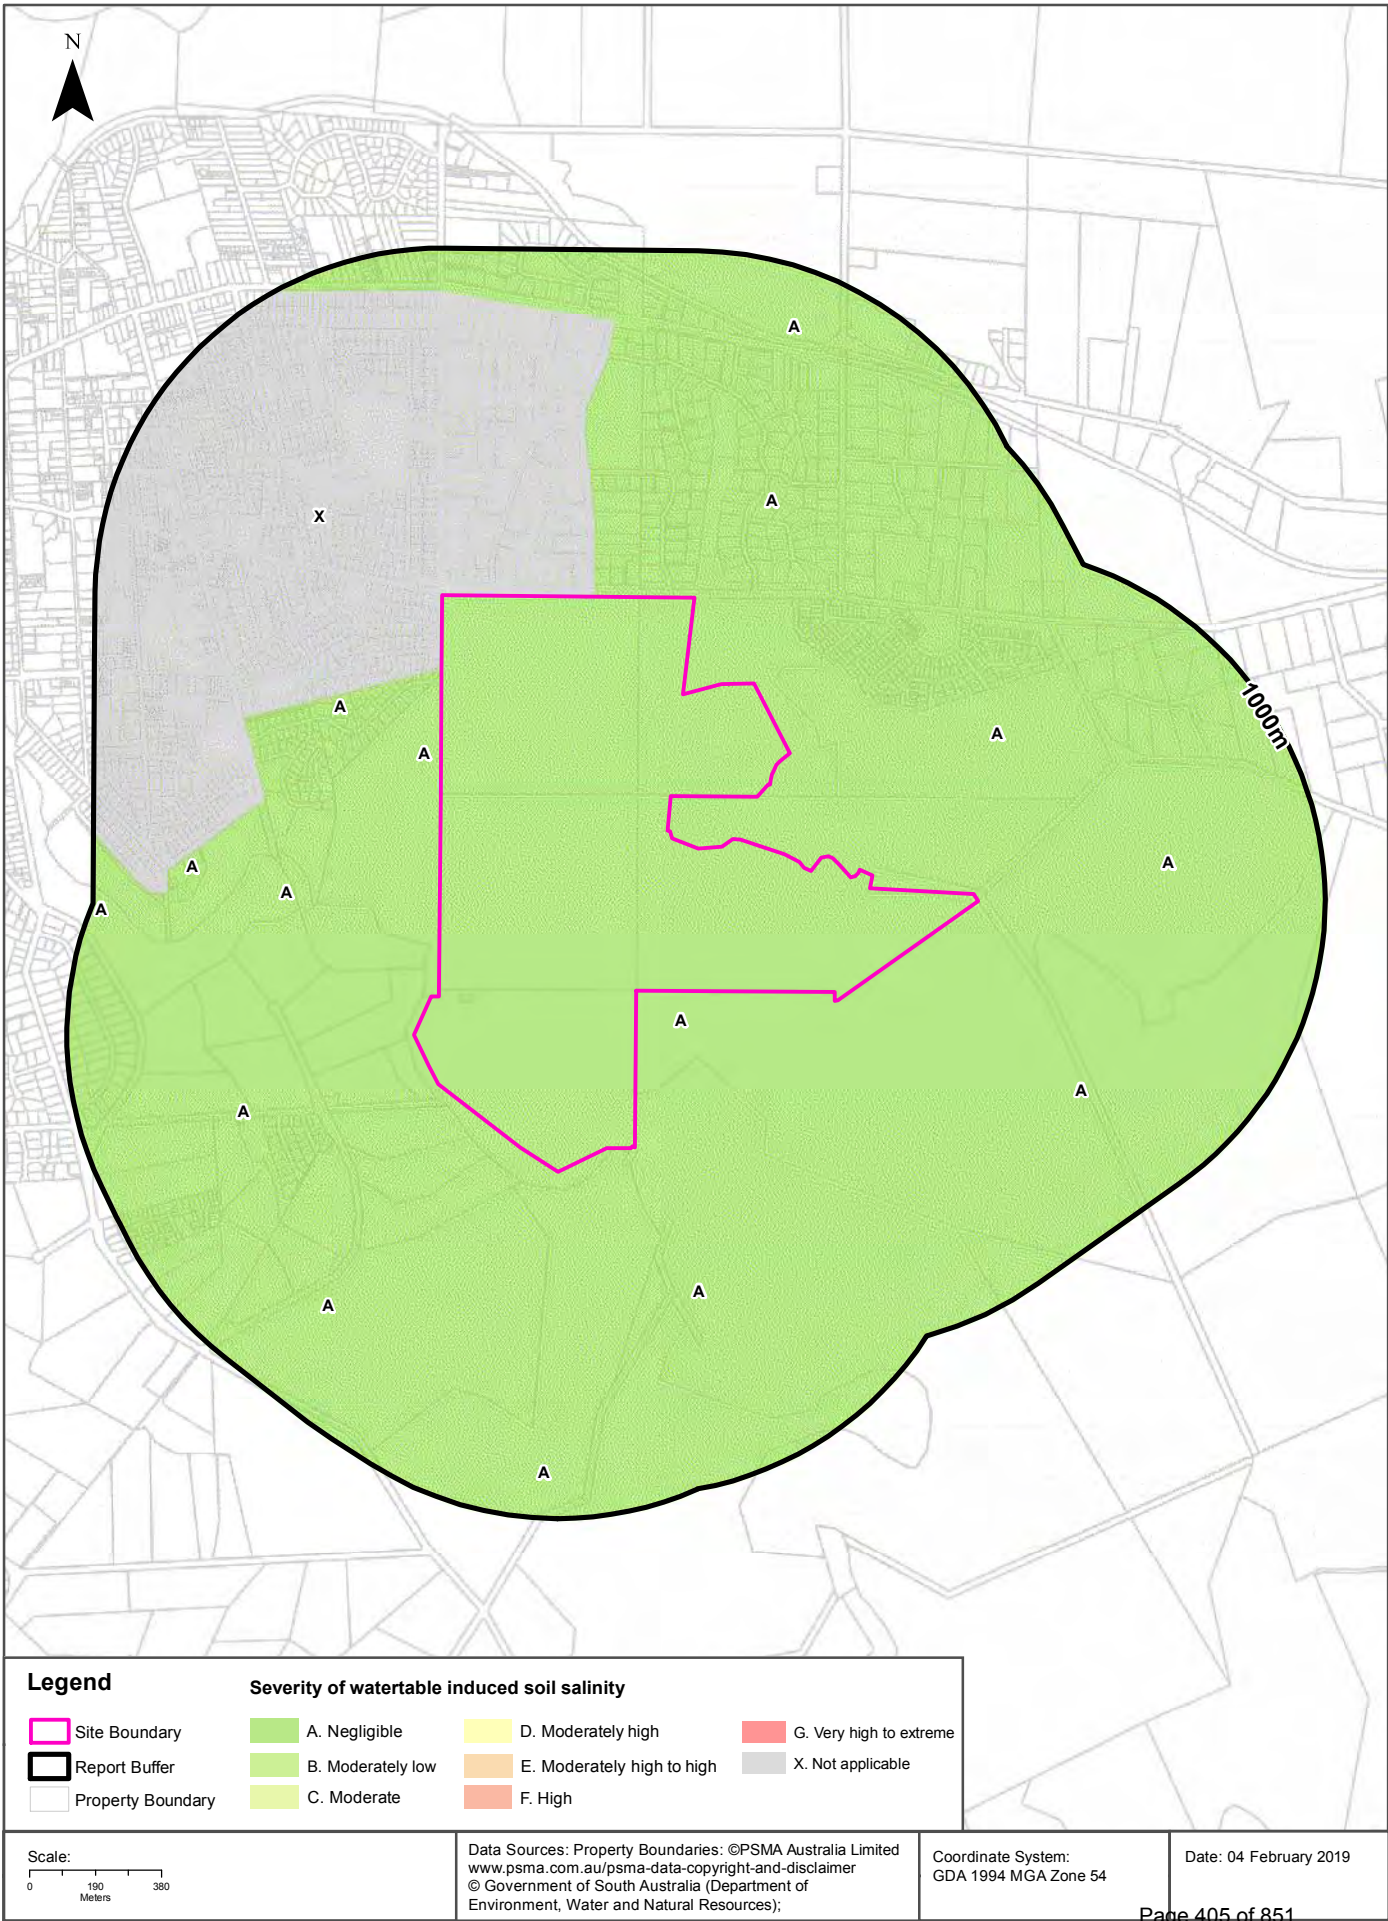 N
A
A
X
A
A
A
1000m
A
A
A
A
A
A
A
A
A
A
Legend
Site Boundary
Report Buffer
Property Boundary
Severity of watertable induced soil salinity
A. Negligible
B. Moderately low
C. Moderate
D. Moderately high
E. Moderately high to high
F. High
G. Very high to extreme
X. Not applicable
Scale:
0 190 380
Meters
Data Sources: Property Boundaries: ©PSMA Australia Limited
www.psma.com.au/psma-data-copyright-and-disclaimer
© Government of South Australia (Department of
Environment, Water and Natural Resources);
Coordinate System:
GDA 1994 MGA Zone 54
Date: 04 February 2019
Page 405 of 851